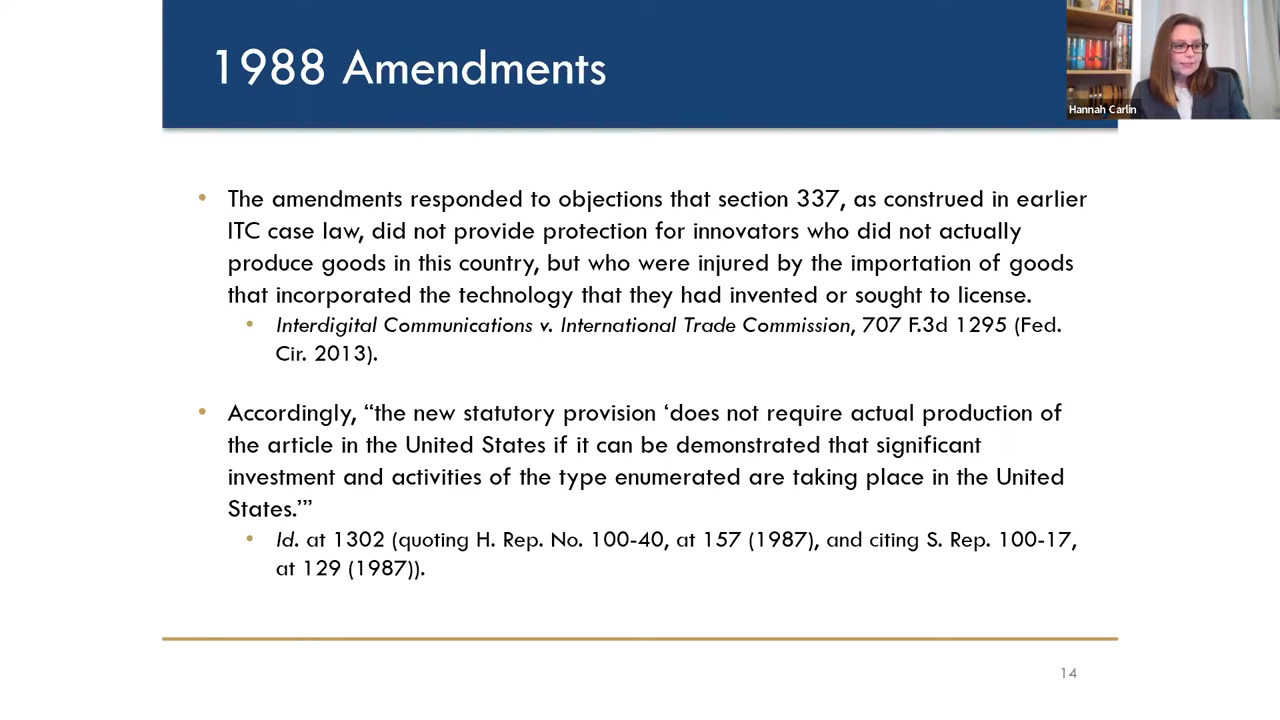 1988 Amendments
Hannah Carlin
• The amendments responded to objections that section 337, as construed in earlier
ITC case law, did not provide protection for innovators who did not actually
produce goods in this country, but who were injured by the importation of goods
that incorporated the technology that they had invented or sought to license.
• Interdigital Communications v. International Trade Commission, 707 F.3d 1295 (Fed.
Cir. 2013).
• Accordingly, “the new statutory provision ‘does not require actual production of
the article in the United States if it can be demonstrated that significant
investment and activities of the type enumerated are taking place in the United
States.’”
• Id. at 1302 (quoting H. Rep. No. 100-40, at 157 (1987), and citing S. Rep. 100-17,
at 129 (1987)).
14